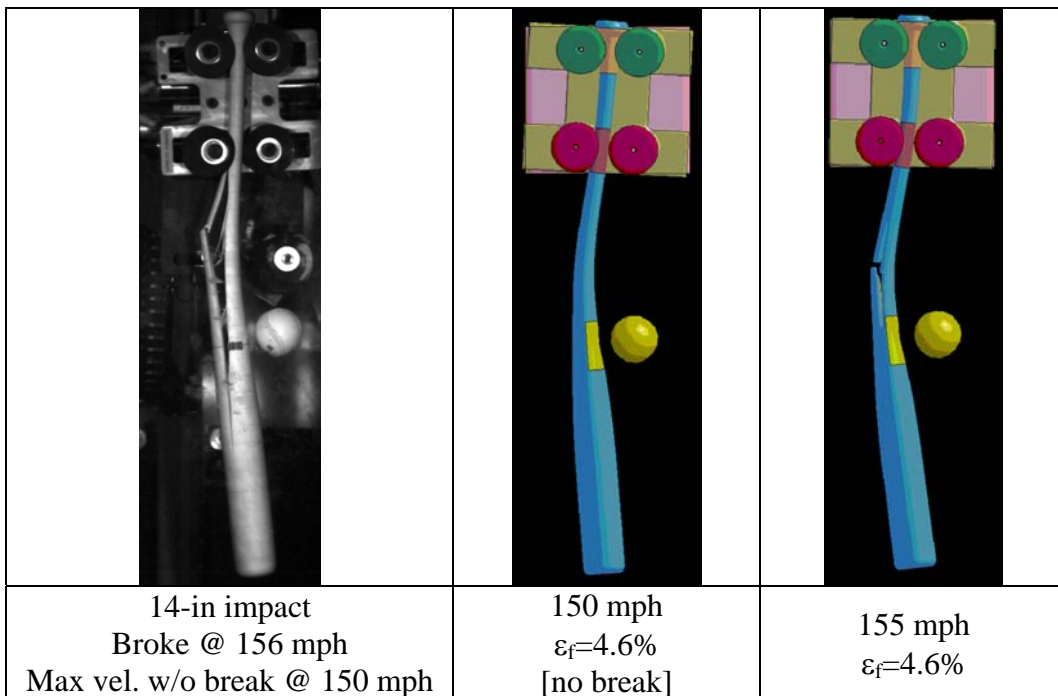 14-in impact
Broke @ 156 mph
Max vel. w/o break @ 150 mph
150 mph
εf=4.6%
[no break]
155 mph
εf=4.6%